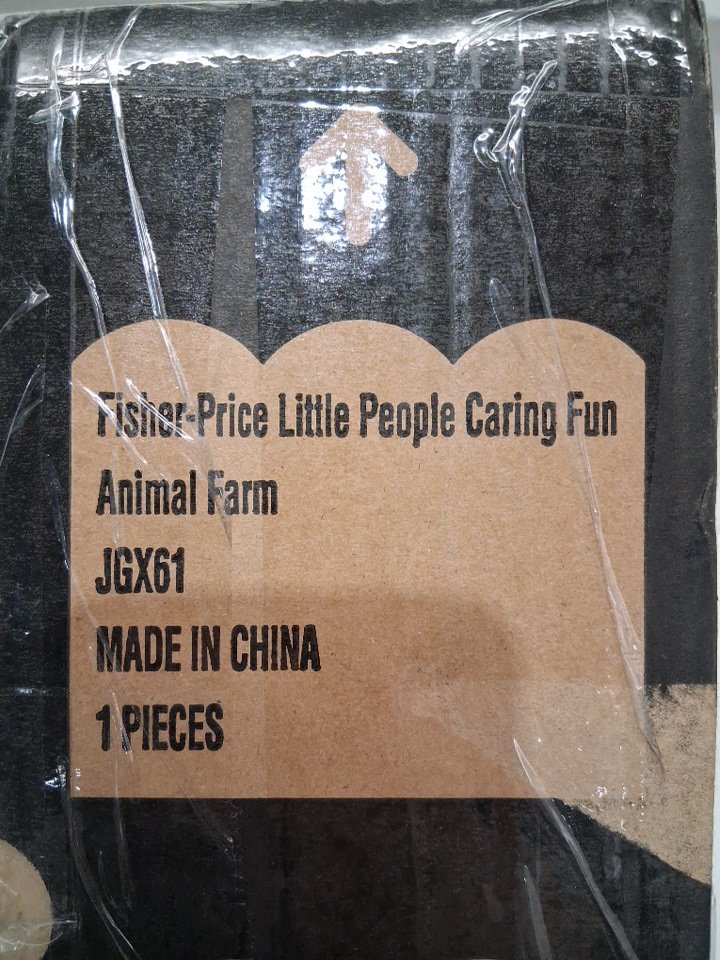 Fisher-Price Little People Caring Fun
Animal Farm
JGX61
MADE IN CHINA
1 PIECES